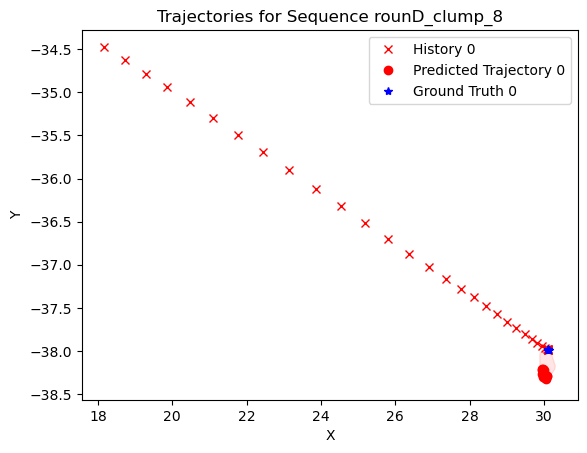 Trajectories for Sequence rounD_clump_8
History 0
Predicted Trajectory 0
Ground Truth 0
Y
−34.5
−35.0
−35.5
−36.0
−36.5
−37.0
−37.5
−38.0
−38.5
18 20 22 24 26 28 30
X